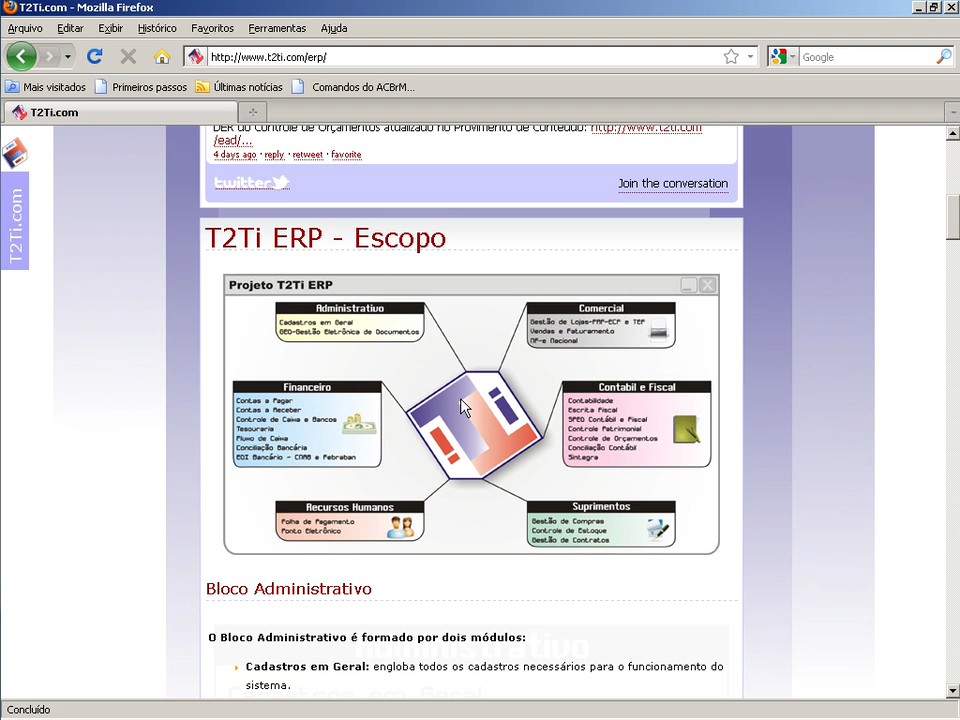 T2Ti.com - Mozilla Firefox
Arquivo Editar Exibir Histórico Favoritos Ferramentas Ajuda
http://www.t2ti.com/erp/
Google
Mais visitados Primeiros passos Últimas notícias Comandos do ACBrM...
T2Ti.com
DER do Controle de Orçamentos atualizado no Provimento de Conteúdo: http://www.t2ti.com
/ead/...
4 days ago · reply · retweet · favorite
twitter
Join the conversation
T2Ti.com
T2Ti ERP - Escopo
Projeto T2Ti ERP
Administrativo
Cadastros em Geral
GED-Gestão Eletrônica de Documentos
Comercial
Gestão de Lojas-PAF-ECF e TEF
Vendas e Faturamento
NF-e Nacional
Financeiro
Contas a Pagar
Contas a Receber
Controle de Caixa e Bancos
Tesouraria
Fluxo de Caixa
Conciliação Bancária
EDI Bancário - CNAB e Febraban
Contabil e Fiscal
Contabilidade
Escrita Fiscal
SPED Contábil e Fiscal
Controle Patrimonial
Controle de Orçamentos
Conciliação Contábil
Sintegra
Recursos Humanos
Folha de Pagamento
Ponto Eletrônico
Suprimentos
Gestão de Compras
Controle de Estoque
Gestão de Contratos
Bloco Administrativo
O Bloco Administrativo é formado por dois módulos:
Administrativo
Cadastros em Geral: engloba todos os cadastros necessários para o funcionamento do
sistema.
Cadastros em Geral
Concluído